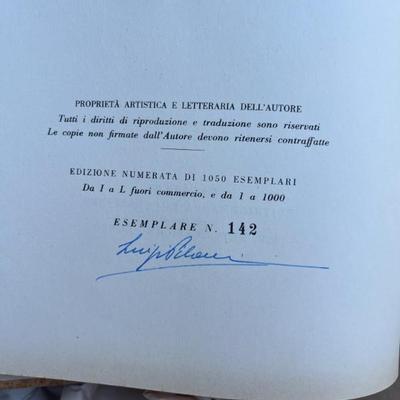 PROPRIETÀ ARTISTICA E LETTERARIA DELL'AUTORE
Tutti i diritti di riproduzione e traduzione sono riservati
Le copie non firmate dall'Autore devono ritenersi contraffatte
EDIZIONE NUMERATA DI 1050 ESEMPLARI
Da I a L fuori commercio, e da 1 a 1000
ESEMPLARE N. 142
Luigi